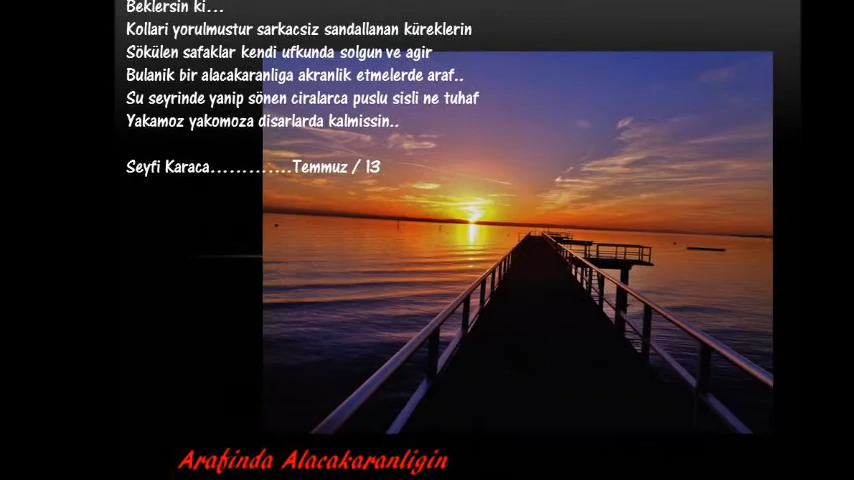 Beklersin ki...
Kollari yorulmustur sarkacsiz sandallanan küreklerin
Sökülen safaklar kendi ufkunda solgun ve agir
Bulanik bir alacakaranliga akranlik etmelerde araf..
Su seyrinde yanip sönen ciralarca puslu sisli ne tuhaf
Yakamoz yakomoza disarlarda kalmissin..
Seyfi Karaca.............Temmuz / 13
Arafinda Alacakaranligin